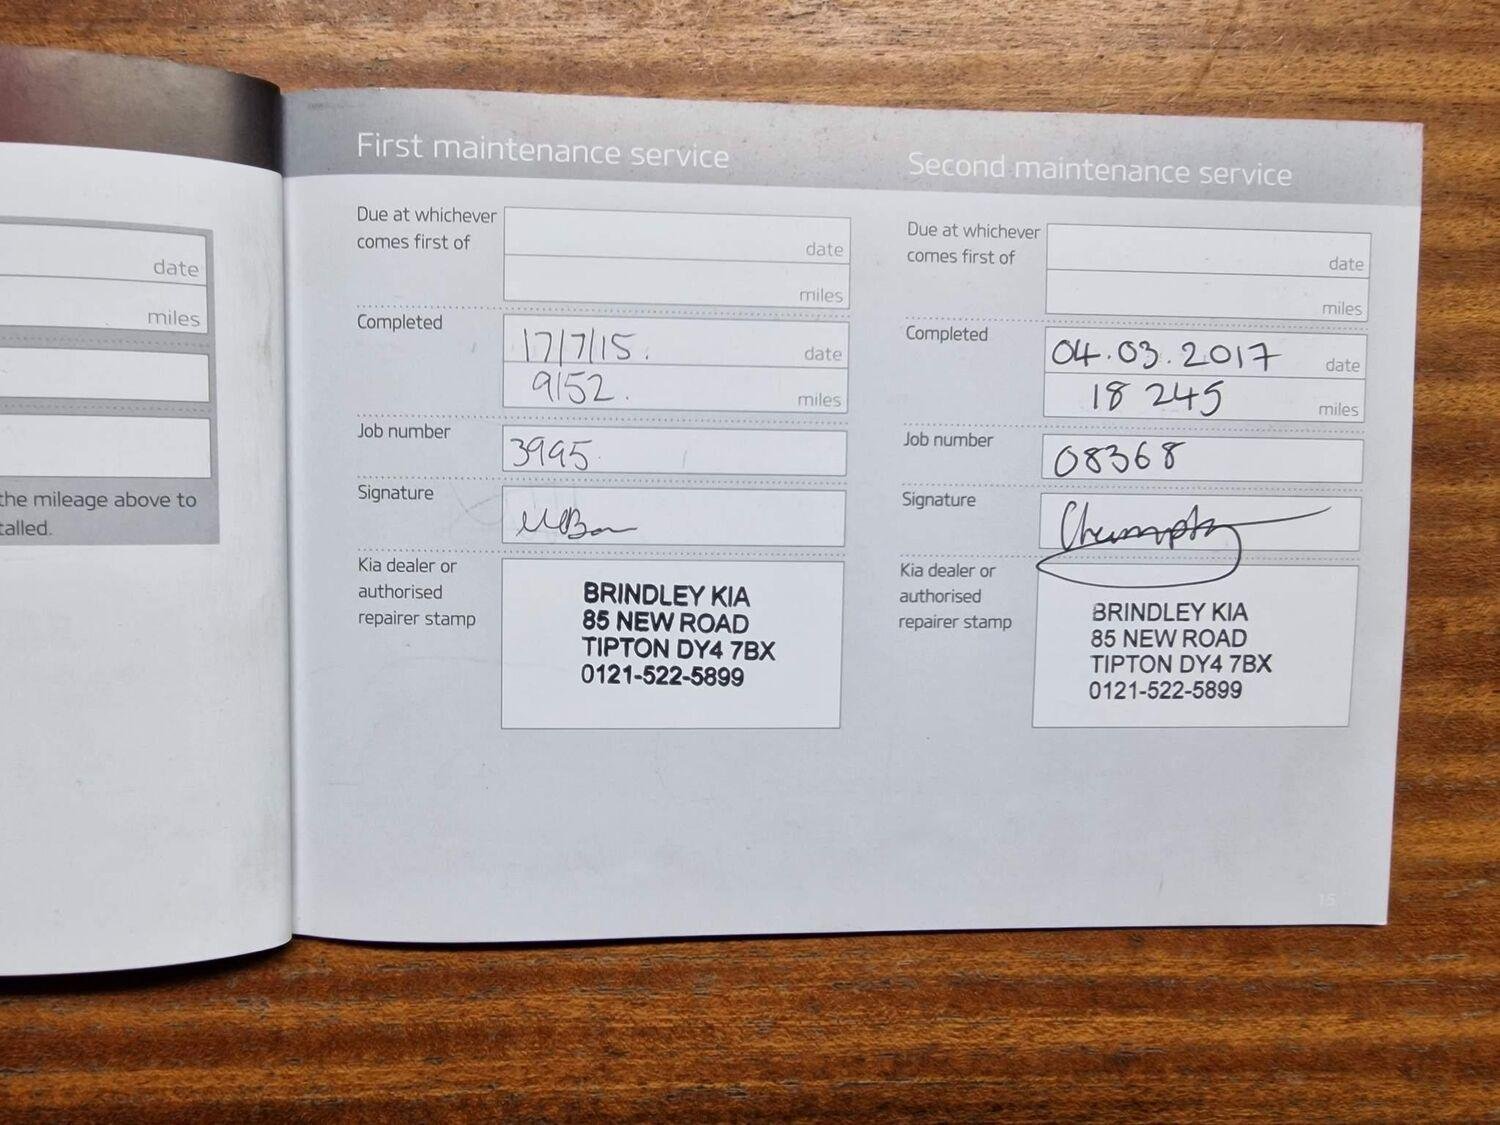 date
miles
the mileage above to
talled.
First maintenance service
Due at whichever
comes first of
date
miles
Completed
17/7/15.
date
9152.
miles
Job number
3995.
Signature
Kia dealer or
authorised
repairer stamp
BRINDLEY KIA
85 NEW ROAD
TIPTON DY4 7BX
0121-522-5899
Second maintenance service
Due at whichever
comes first of
date
miles
Completed
04.03.2017
date
18 245
miles
Job number
08368
Signature
Kia dealer or
authorised
repairer stamp
BRINDLEY KIA
85 NEW ROAD
TIPTON DY4 7BX
0121-522-5899
15